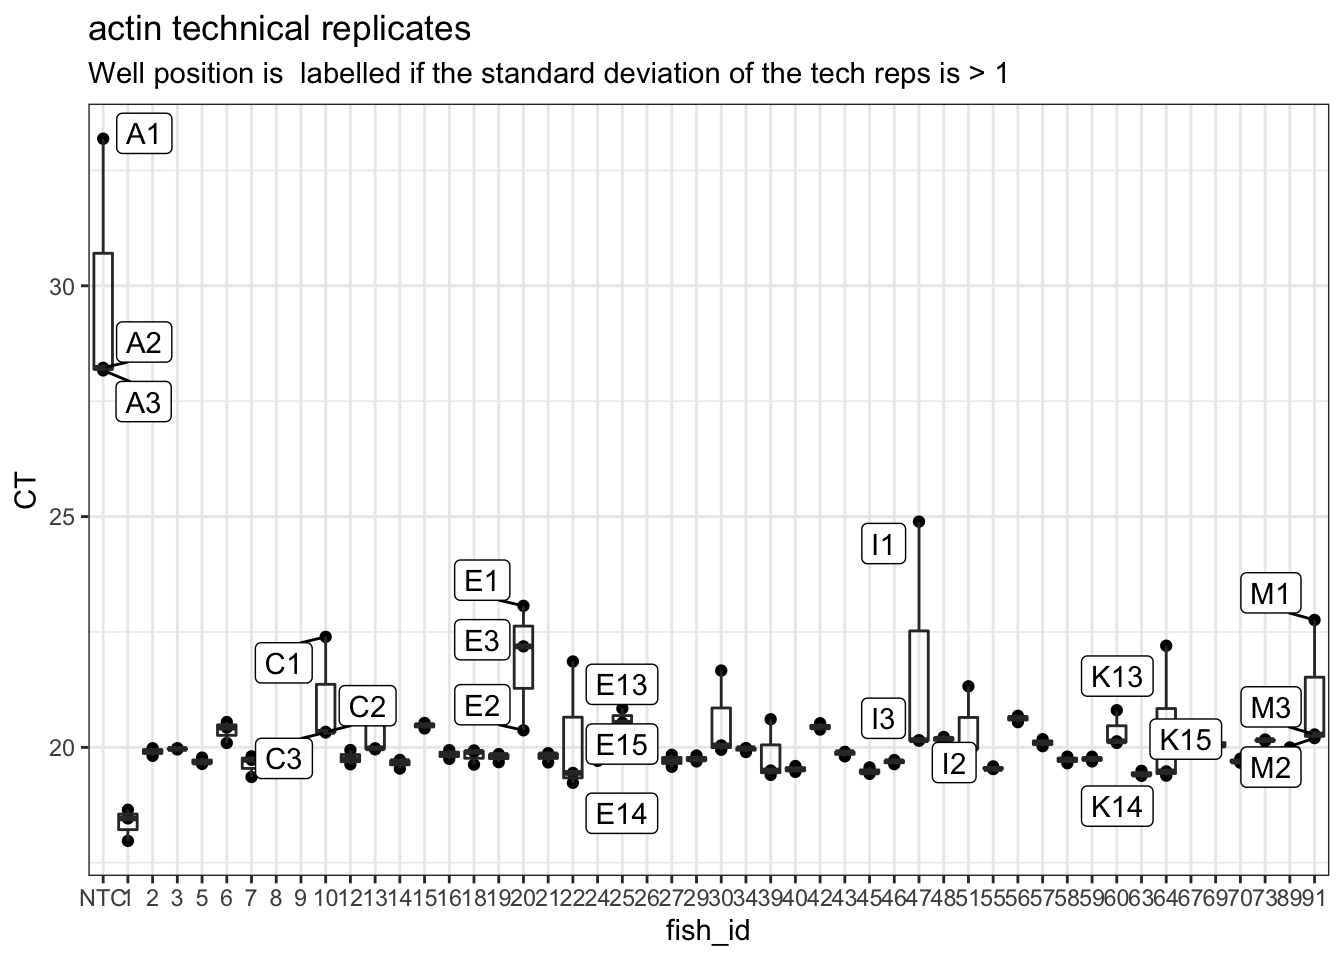 actin technical replicates
Well position is  labelled if the standard deviation of the tech reps is > 1
A1
30
A2
A3
CT
25
I1
E1
M1
E3
C1
K13
E13
E2
C2
M3
I3
20
E15
K15
C3
I2
M2
K14
E14
NTC 1 2 3 5 6 7 8 9 10 12 13 14 15 16 18 19 20 21 22 24 25 26 27 29 30 34 39 40 42 43 45 46 47 48 51 55 56 57 58 59 60 63 64 67 69 70 73 89 91
fish_id